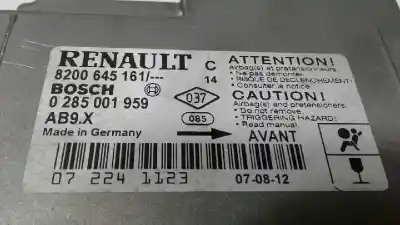 RENAULT C
8200 645 161/--- 14
BOSCH
0 285 001 959 037
AB9.X 085
Made in Germany
ATTENTION!
Airbag(s) et pretensionneurs.
• Ne pas demonter.
RISQUE DE DECLENCHEMENT
• Consulter la notice
CAUTION!
Airbag(s) and pretensioners.
• Do not remove.
TRIGGERING HAZARD!
• Read manual
AVANT
07 224 1123 07-08-12